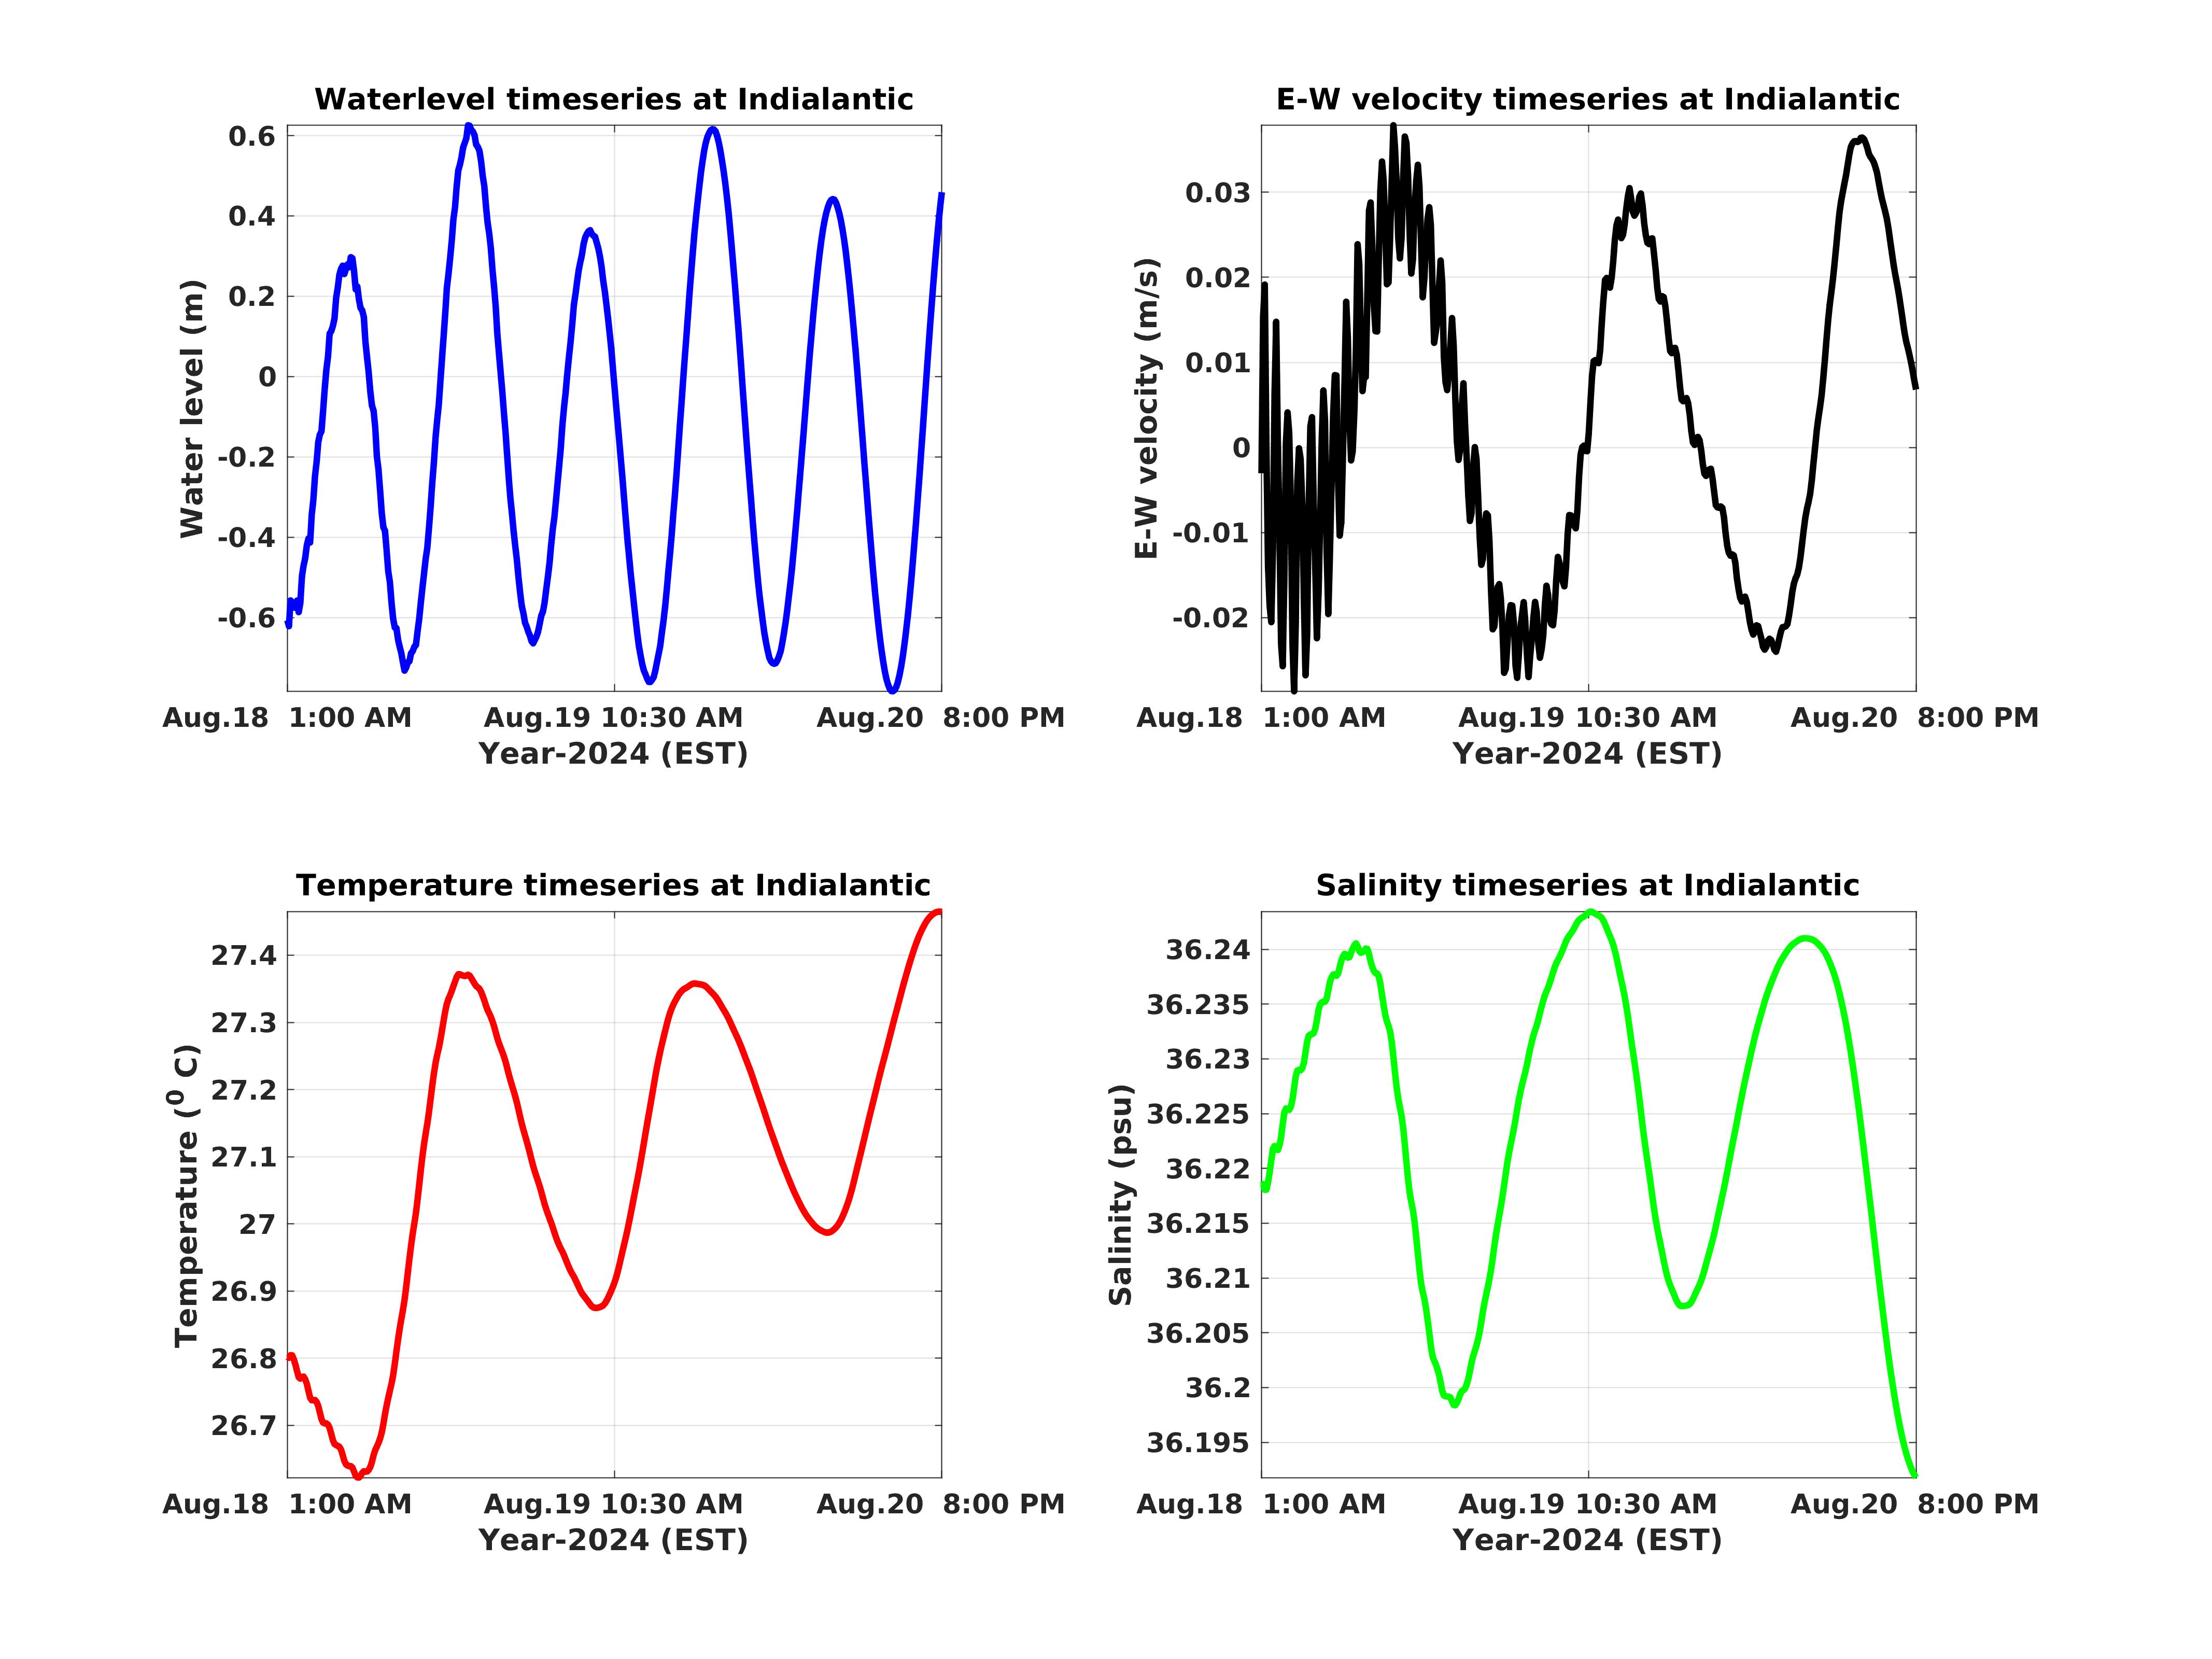 Waterlevel timeseries at Indialantic
0.6
0.4
0.2
0
-0.2
-0.4
-0.6
Water level (m)
Aug.18 1:00 AM Aug.19 10:30 AM Aug.20 8:00 PM
Year-2024 (EST)
E-W velocity timeseries at Indialantic
0.03
0.02
0.01
0
-0.01
-0.02
E-W velocity (m/s)
Aug.18 1:00 AM Aug.19 10:30 AM Aug.20 8:00 PM
Year-2024 (EST)
Temperature timeseries at Indialantic
27.4
27.3
27.2
27.1
27
26.9
26.8
26.7
Temperature (⁰ C)
Aug.18 1:00 AM Aug.19 10:30 AM Aug.20 8:00 PM
Year-2024 (EST)
Salinity timeseries at Indialantic
36.24
36.235
36.23
36.225
36.22
36.215
36.21
36.205
36.2
36.195
Salinity (psu)
Aug.18 1:00 AM Aug.19 10:30 AM Aug.20 8:00 PM
Year-2024 (EST)